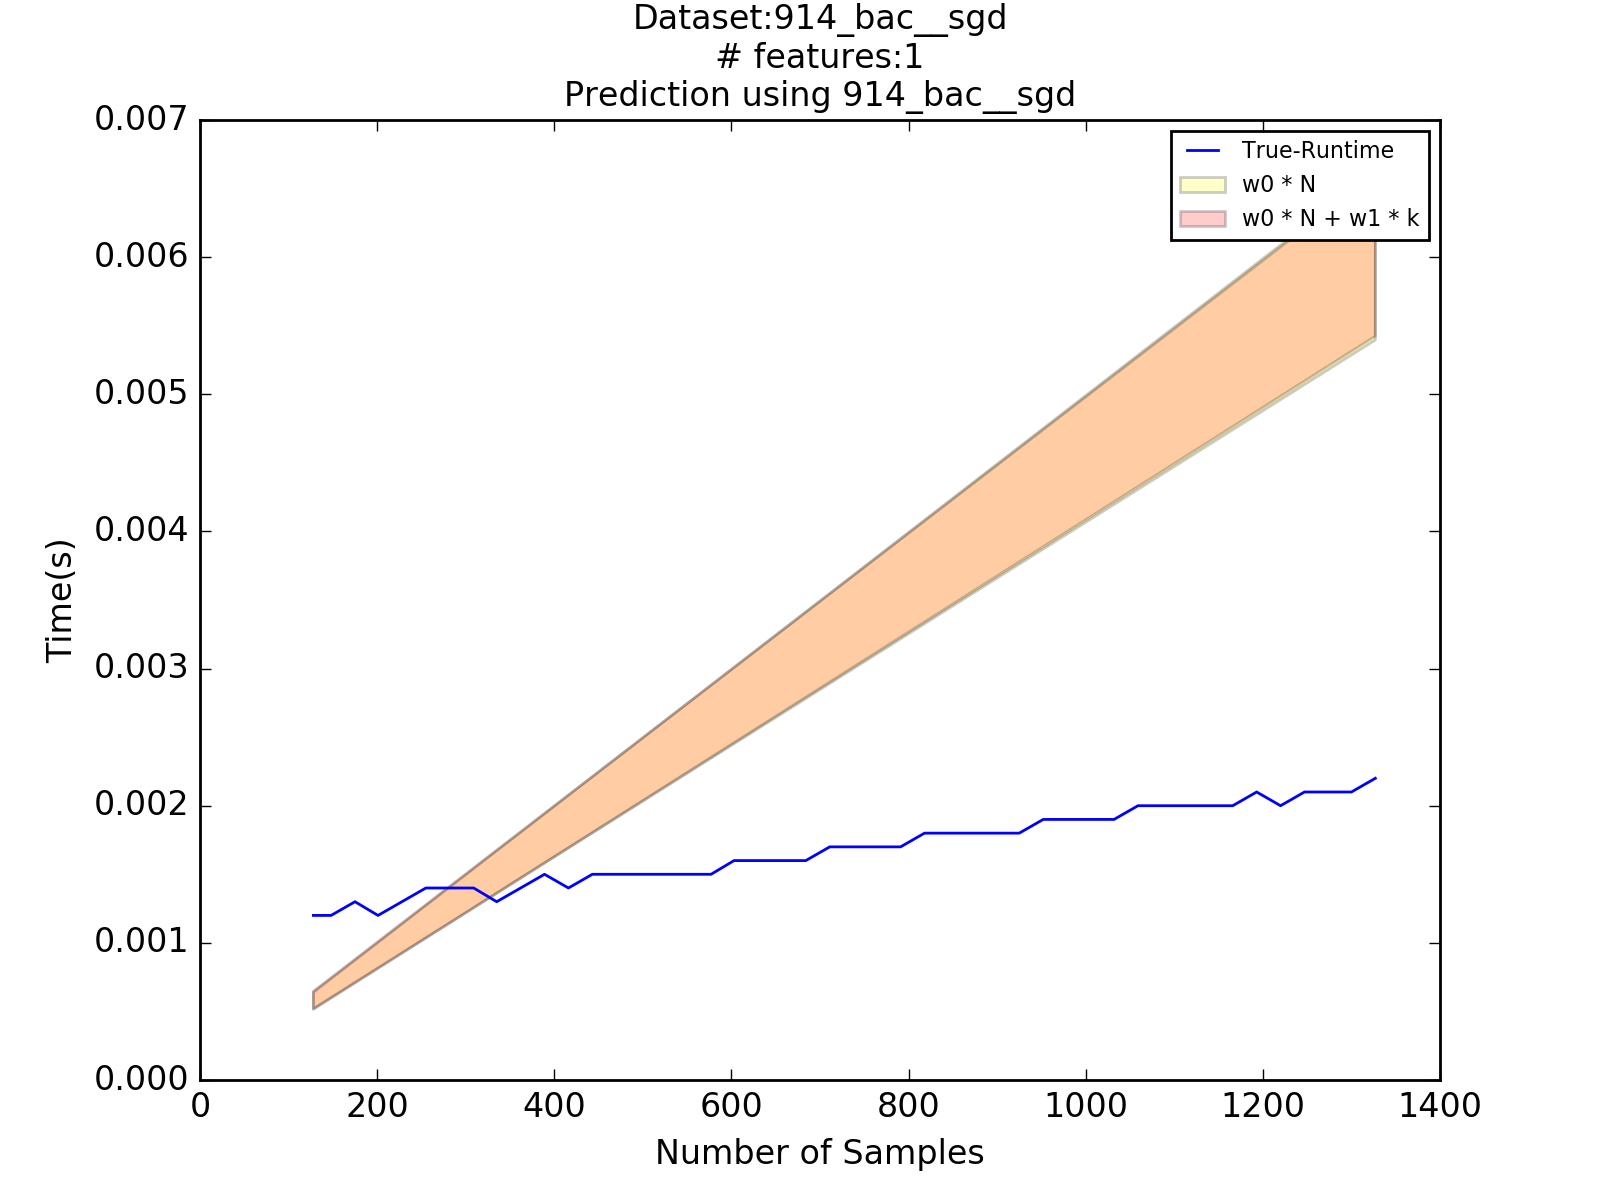 Dataset:914_bac__sgd
# features:1
Prediction using 914_bac__sgd
0.007
0.006
0.005
0.004
0.003
0.002
0.001
0.000
Time(s)
True-Runtime
w0 * N
w0 * N + w1 * k
0 200 400 600 800 1000 1200 1400
Number of Samples